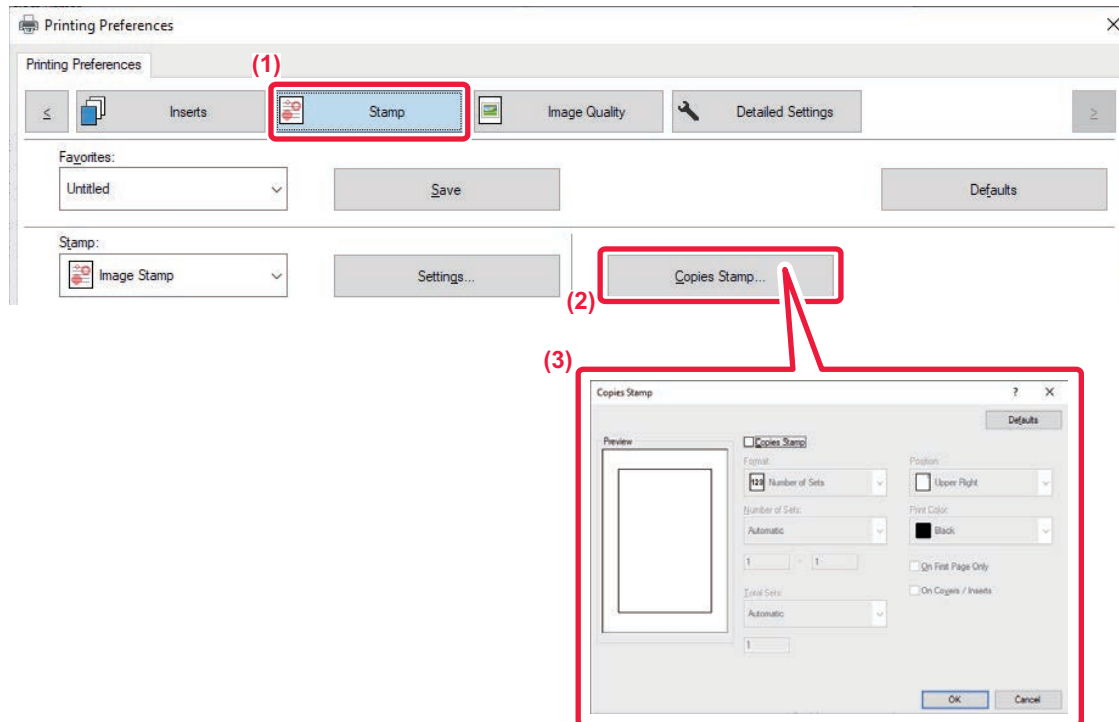 Printing Preferences
Printing Preferences
(1)
≤ Inserts Stamp Image Quality Detailed Settings ≥
Favorites:
Untitled Save Defaults
Stamp:
Image Stamp Settings... Copies Stamp...
(2)
(3)
Copies Stamp ? X
Defaults
Preview Copies Stamp
Format: Position:
123 Number of Sets Upper Right
Number of Sets: Print Color:
Automatic Black
1 - 1 On First Page Only
Total Sets: On Covers / Inserts
Automatic
1
OK Cancel